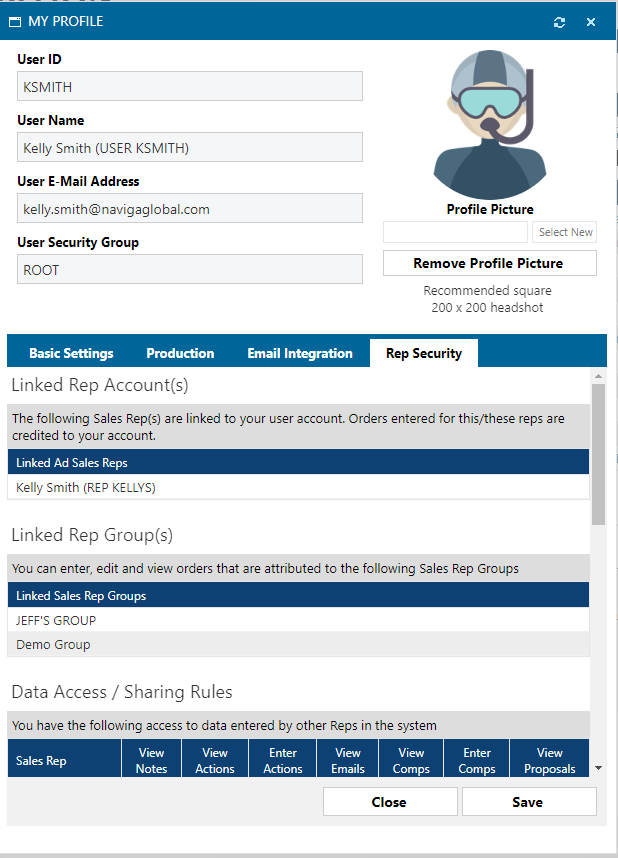 MY PROFILE
User ID
KSMITH
User Name
Kelly Smith (USER KSMITH)
User E-Mail Address
kelly.smith@navigaglobal.com
User Security Group
ROOT
Profile Picture
Select New
Remove Profile Picture
Recommended square
200 x 200 headshot
Basic Settings Production Email Integration Rep Security
Linked Rep Account(s)
The following Sales Rep(s) are linked to your user account. Orders entered for this/these reps are
credited to your account.
Linked Ad Sales Reps
Kelly Smith (REP KELLYS)
Linked Rep Group(s)
You can enter, edit and view orders that are attributed to the following Sales Rep Groups
Linked Sales Rep Groups
JEFF'S GROUP
Demo Group
Data Access / Sharing Rules
You have the following access to data entered by other Reps in the system
Sales Rep
View
Notes
View
Actions
Enter
Actions
View
Emails
View
Comps
Enter
Comps
View
Proposals
Close Save